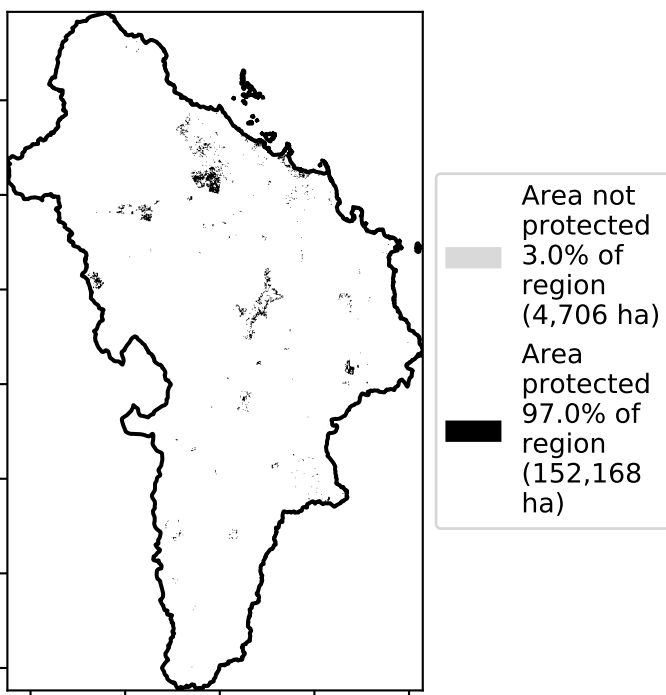 Area not
protected
3.0% of
region
(4,706 ha)
Area
protected
97.0% of
region
(152,168
ha)